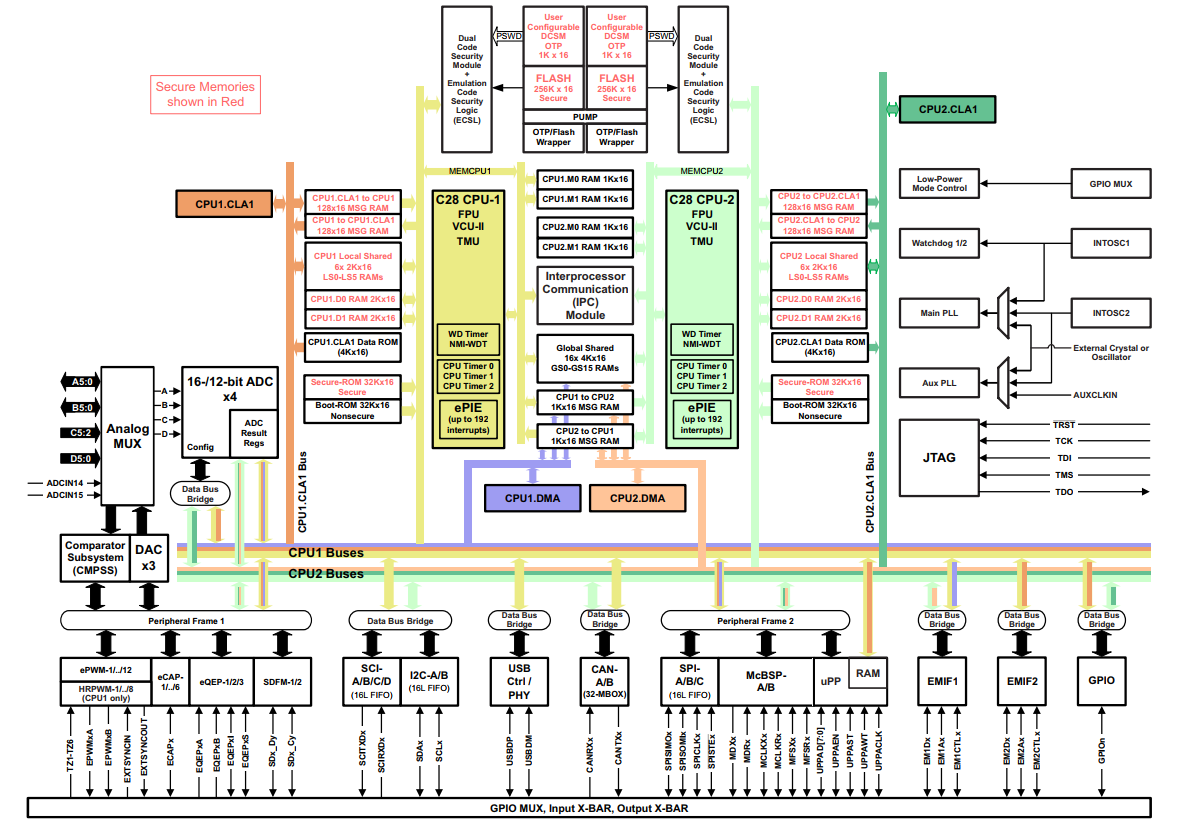 Secure Memories
shown in Red
Dual
Code
Security
Module
+
Emulation
Code
Security
Logic
(ECSL)
PSWD
User
Configurable
DCSM
OTP
1K x 16
FLASH
256K x 16
Secure
User
Configurable
DCSM
OTP
1K x 16
FLASH
256K x 16
Secure
PUMP
OTP/Flash
Wrapper
OTP/Flash
Wrapper
PSWD
Dual
Code
Security
Module
+
Emulation
Code
Security
Logic
(ECSL)
CPU2.CLA1
CPU1.CLA1
MEMCPU1
MEMCPU2
CPU1.CLA1 to CPU1
128x16 MSG RAM
CPU1 to CPU1.CLA1
128x16 MSG RAM
CPU1 Local Shared
6x 2Kx16
LS0-LS5 RAMs
CPU1.D0 RAM 2Kx16
CPU1.D1 RAM 2Kx16
CPU1.CLA1 Data ROM
(4Kx16)
Secure-ROM 32Kx16
Secure
Boot-ROM 32Kx16
Nonsecure
C28 CPU-1
FPU
VCU-II
TMU
WD Timer
NMI-WDT
CPU Timer 0
CPU Timer 1
CPU Timer 2
ePIE
(up to 192
interrupts)
CPU1.M0 RAM 1Kx16
CPU1.M1 RAM 1Kx16
CPU2.M0 RAM 1Kx16
CPU2.M1 RAM 1Kx16
Interprocessor
Communication
(IPC)
Module
Global Shared
16x 4Kx16
GS0-GS15 RAMs
CPU1 to CPU2
1Kx16 MSG RAM
CPU2 to CPU1
1Kx16 MSG RAM
C28 CPU-2
FPU
VCU-II
TMU
WD Timer
NMI-WDT
CPU Timer 0
CPU Timer 1
CPU Timer 2
ePIE
(up to 192
interrupts)
CPU2 to CPU2.CLA1
128x16 MSG RAM
CPU2.CLA1 to CPU2
128x16 MSG RAM
CPU2 Local Shared
6x 2Kx16
LS0-LS5 RAMs
CPU2.D0 RAM 2Kx16
CPU2.D1 RAM 2Kx16
CPU2.CLA1 Data ROM
(4Kx16)
Secure-ROM 32Kx16
Secure
Boot-ROM 32Kx16
Nonsecure
Low-Power
Mode Control
GPIO MUX
Watchdog 1/2
INTOSC1
Main PLL
INTOSC2
External Crystal or
Oscillator
Aux PLL
AUXCLKIN
JTAG
TRST
TCK
TDI
TMS
TDO
A5:0
B5:0
C5:2
D5:0
ADCIN14
ADCIN15
Analog
MUX
A
B
C
D
16-/12-bit ADC
x4
Config
ADC
Result
Regs
Data Bus
Bridge
CPU1.CLA1 Bus
CPU2.CLA1 Bus
CPU1.DMA
CPU2.DMA
Comparator
Subsystem
(CMPSS)
DAC
x3
CPU1 Buses
CPU2 Buses
Peripheral Frame 1
Data Bus Bridge
Data Bus
Bridge
Data Bus
Bridge
Peripheral Frame 2
Data Bus
Bridge
Data Bus
Bridge
Data Bus
Bridge
ePWM-1/../12
HRPWM-1/../8
(CPU1 only)
eCAP-
1/../6
eQEP-1/2/3
SDFM-1/2
SCI-
A/B/C/D
(16L FIFO)
I2C-A/B
(16L FIFO)
USB
Ctrl /
PHY
CAN-
A/B
(32-MBOX)
SPI-
A/B/C
(16L FIFO)
McBSP-
A/B
uPP
RAM
EMIF1
EMIF2
GPIO
TZ1-TZ6
EPWMxA
EPWMxB
EXTSYNCIN
EXTSYNCOUT
ECAPx
EQEPxA
EQEPxB
EQEPxI
EQEPxS
SDx_Dy
SDx_Cy
SCITXDx
SCIRXDx
SDAx
SCLx
USBDP
USBDM
CANRXx
CANTXx
SPISIMOx
SPISOMIx
SPICLKx
SPISTEx
MDXx
MDRx
MCLKXx
MCLKRx
MFSXx
MFSRx
UPPAD[7:0]
UPPAEN
UPPAST
UPPAWT
UPPACLK
EM1Dx
EM1Ax
EM1CTLx
EM2Dx
EM2Ax
EM2CTLx
GPIOn
GPIO MUX, Input X-BAR, Output X-BAR